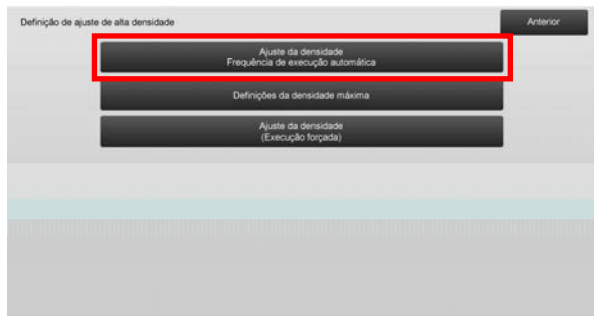 Definição de ajuste de alta densidade
Anterior
Ajuste da densidade
Frequência de execução automática
Definições da densidade máxima
Ajuste da densidade
(Execução forçada)